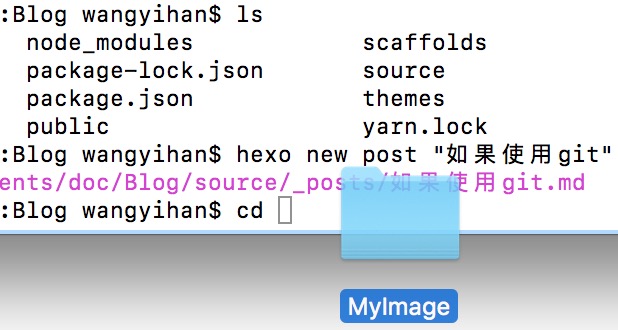 :Blog wangyihan$ ls
node_modules scaffolds
package-lock.json source
package.json themes
public yarn.lock
:Blog wangyihan$ hexo new post "如果使用git"
ents/doc/Blog/source/_posts/如果使用git.md
:Blog wangyihan$ cd
MyImage